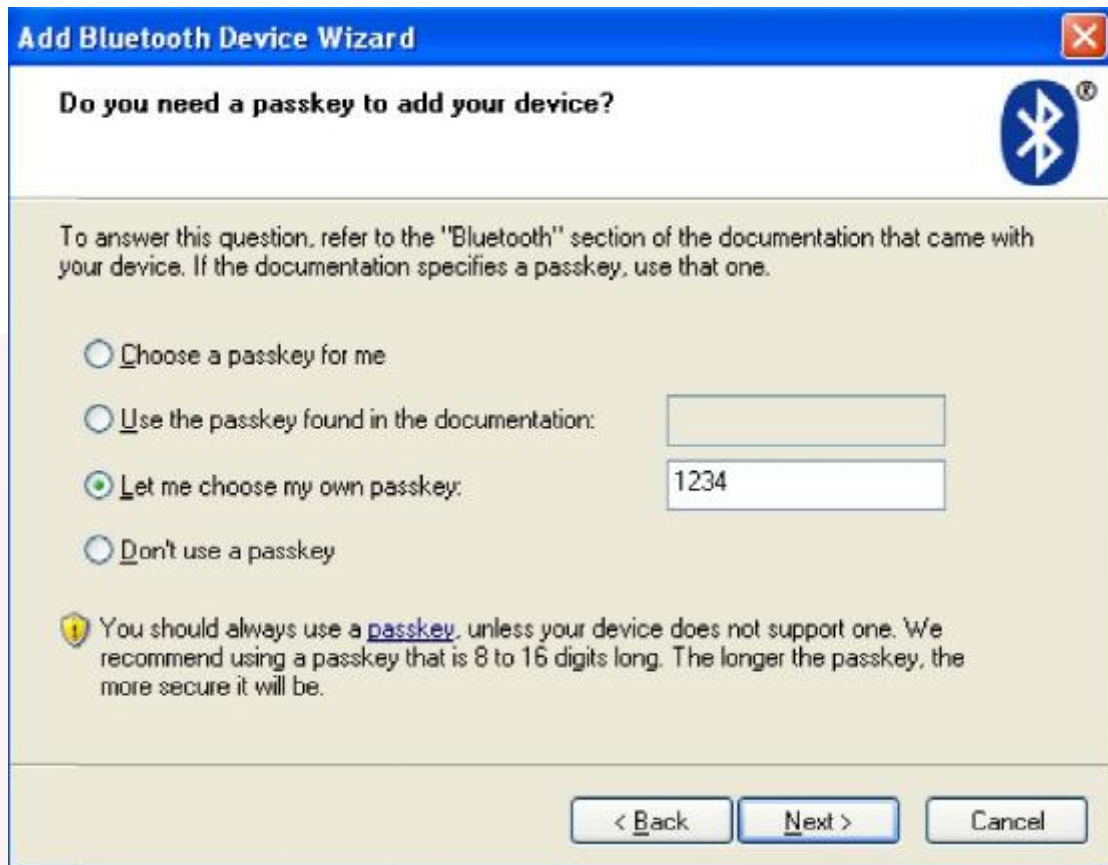 Add Bluetooth Device Wizard
Do you need a passkey to add your device?
®
To answer this question, refer to the "Bluetooth" section of the documentation that came with
your device. If the documentation specifies a passkey, use that one.
Choose a passkey for me
Use the passkey found in the documentation:
Let me choose my own passkey: 1234
Don't use a passkey
You should always use a passkey, unless your device does not support one. We
recommend using a passkey that is 8 to 16 digits long. The longer the passkey, the
more secure it will be.
< Back Next > Cancel